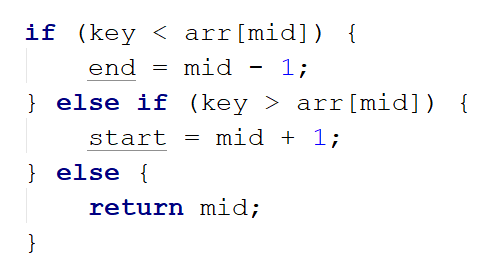 if (key < arr[mid]) {
    end = mid - 1;
} else if (key > arr[mid]) {
    start = mid + 1;
} else {
    return mid;
}